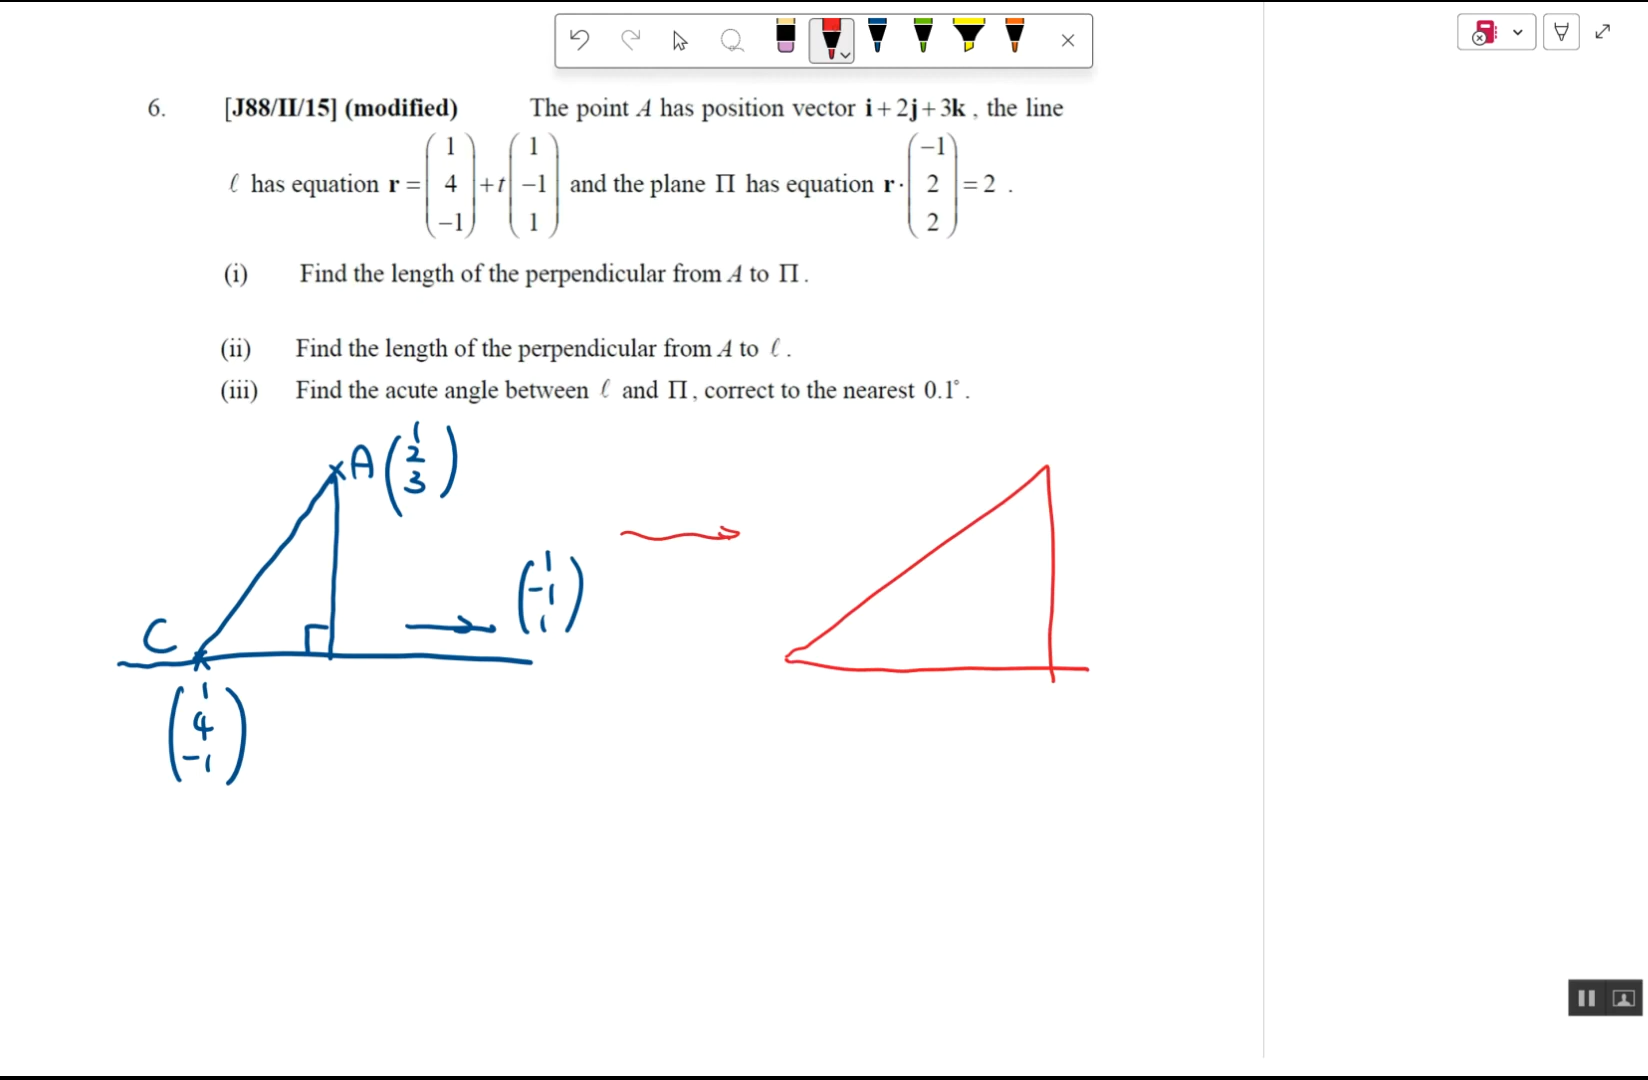 6. [J88/II/15] (modified) The point A has position vector i + 2j + 3k , the line
ℓ has equation r = (1 4 −1) + t (1 −1 1) and the plane Π has equation r · (−1 2 2) = 2 .
(i) Find the length of the perpendicular from A to Π .
(ii) Find the length of the perpendicular from A to ℓ .
(iii) Find the acute angle between ℓ and Π , correct to the nearest 0.1° .
A (1 2 3)
(1 −1 1)
C
(1 4 −1)